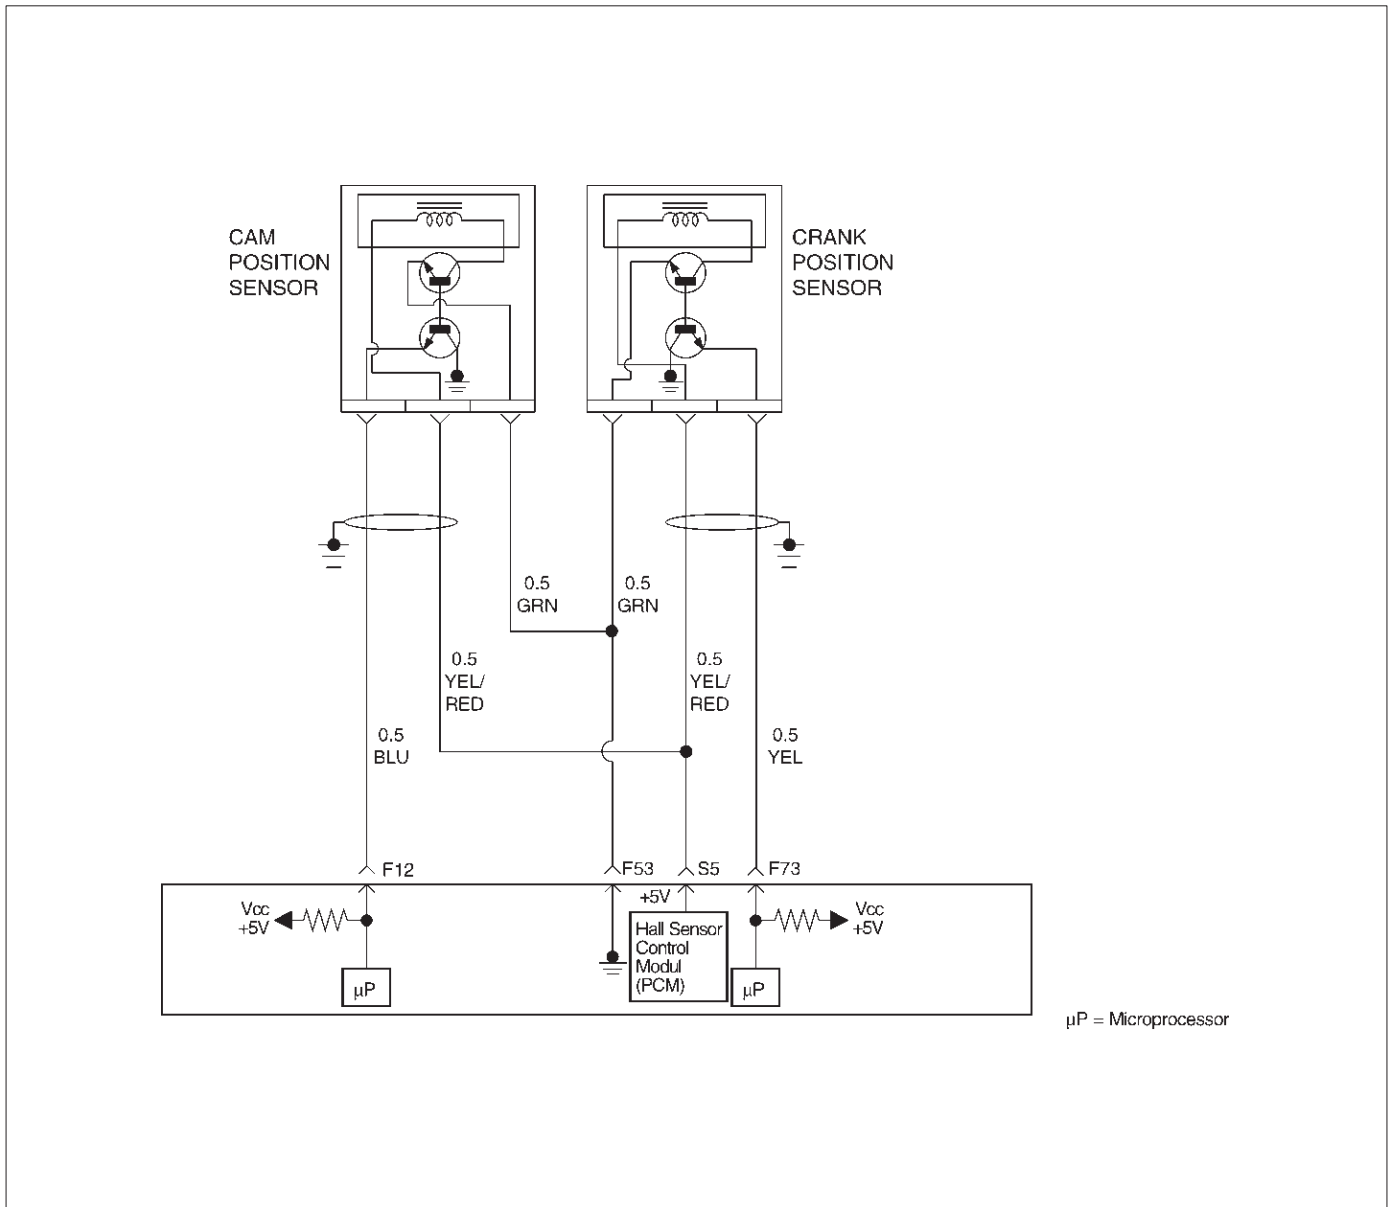 CAM
POSITION
SENSOR
CRANK
POSITION
SENSOR
0.5
GRN
0.5
GRN
0.5
YEL/
RED
0.5
YEL/
RED
0.5
BLU
0.5
YEL
F12
F53
S5
F73
+5V
Vcc
+5V
Hall Sensor
Control
Modul
(PCM)
Vcc
+5V
µP
µP
µP = Microprocessor